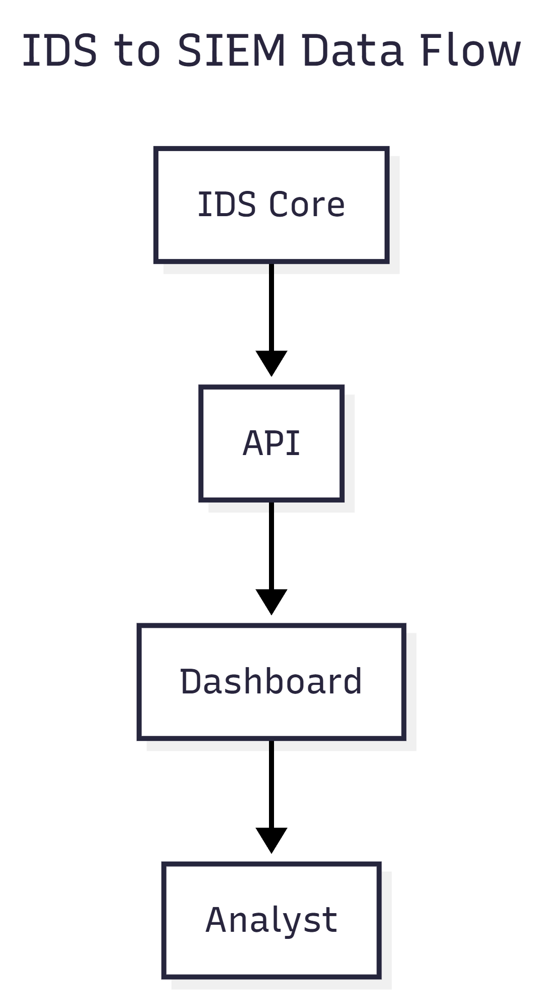 IDS to SIEM Data Flow
IDS Core
API
Dashboard
Analyst